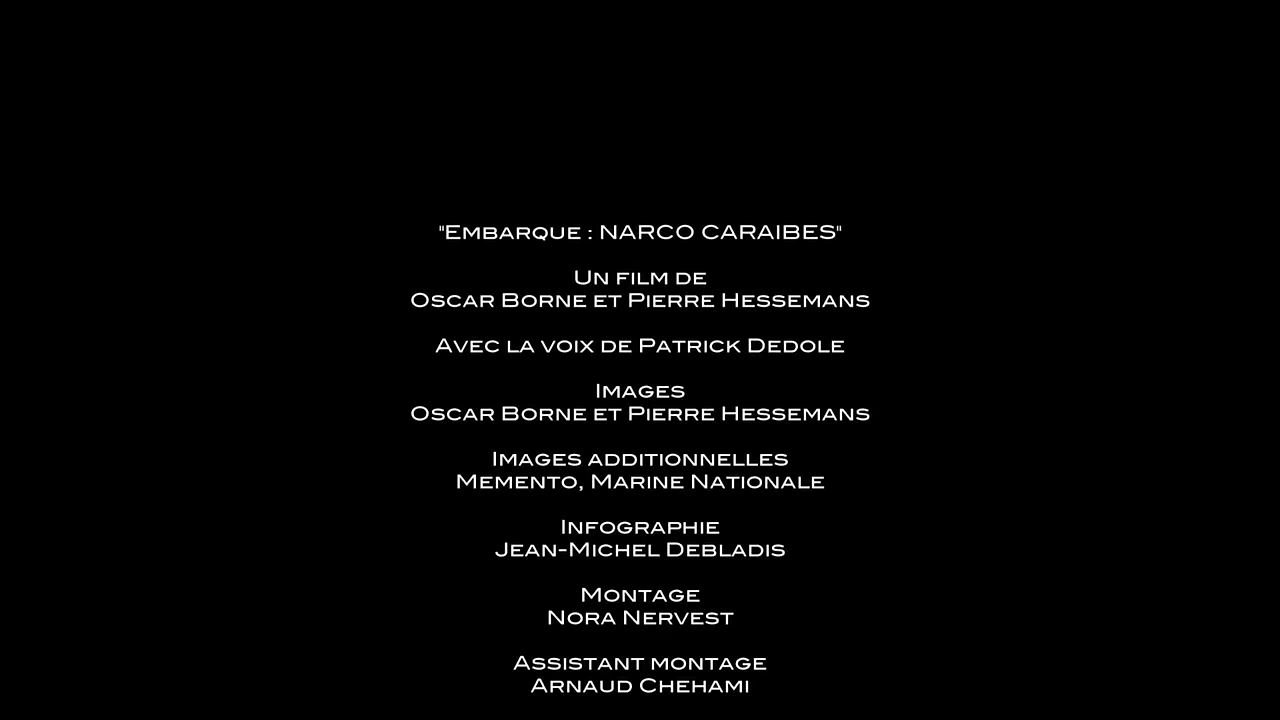 "Embarque : NARCO CARAIBES"
Un film de
Oscar Borne et Pierre Hessemans
Avec la voix de Patrick Dedole
Images
Oscar Borne et Pierre Hessemans
Images additionnelles
Memento, Marine Nationale
Infographie
Jean-Michel Debladis
Montage
Nora Nervest
Assistant montage
Arnaud Chehami